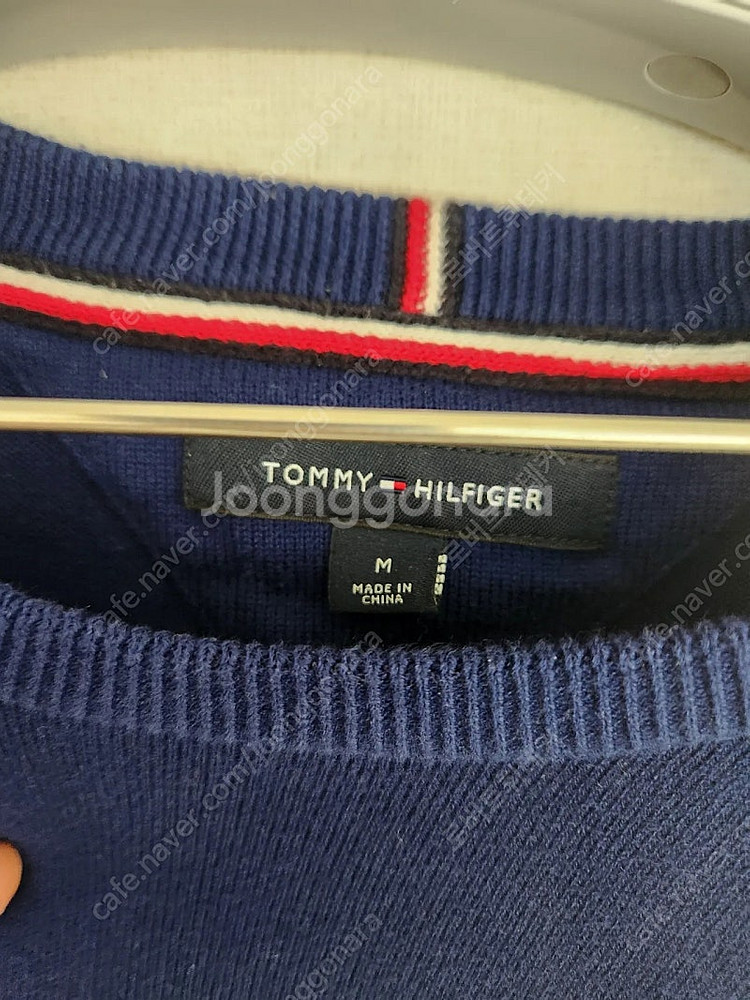 TOMMY HILFIGER
Joonggonara
M
MADE IN
CHINA
cafe.naver.com/joonggonara